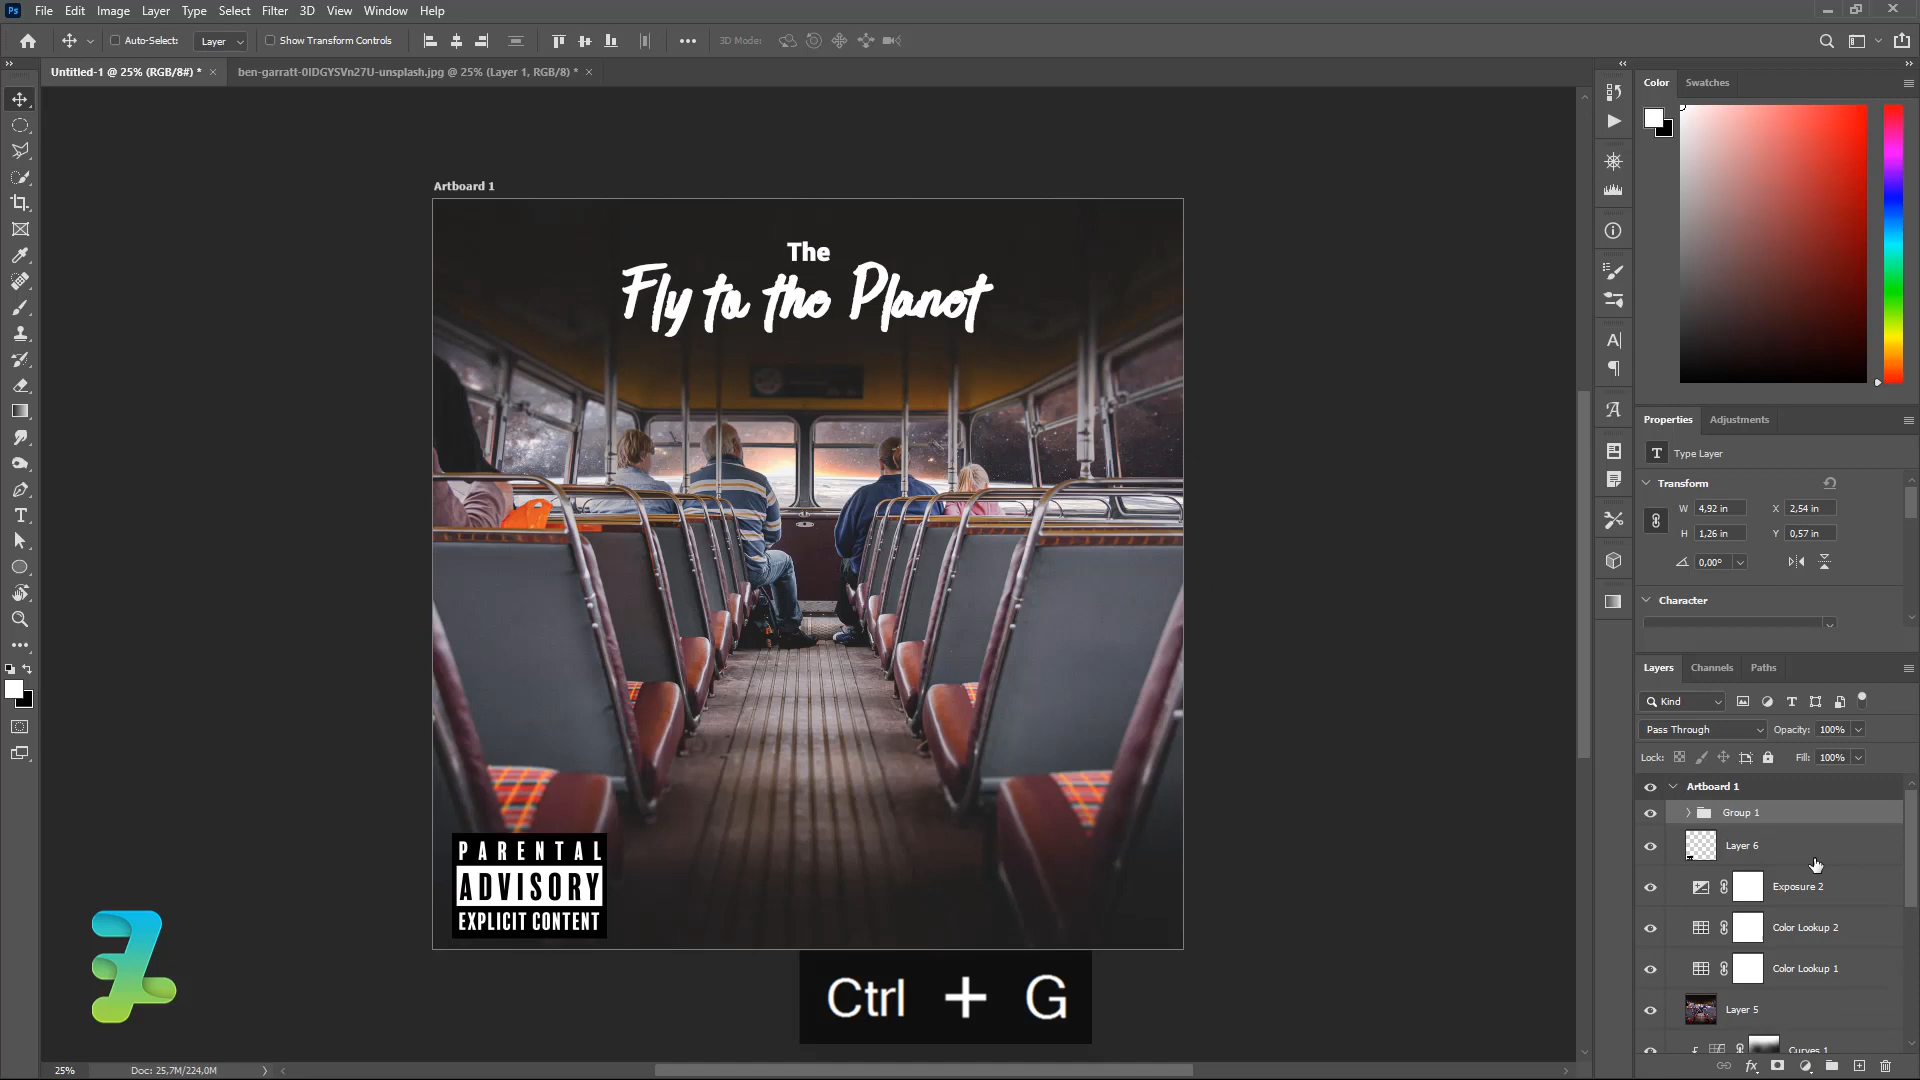 Ps File Edit Image Layer Type Select Filter 3D View Window Help
Auto-Select: Layer Show Transform Controls 3D Mode:
Untitled-1 @ 25% (RGB/8#) * ben-garratt-0IDGYSVn27U-unsplash.jpg @ 25% (Layer 1, RGB/8) *
Artboard 1
The
Fly to the Planet
PARENTAL
ADVISORY
EXPLICIT CONTENT
Ctrl + G
25% Doc: 25,7M/224,0M
Color Swatches
Properties Adjustments
T Type Layer
Transform
W 4,92 in X 2,54 in
H 1,26 in Y 0,57 in
0,00°
Character
Layers Channels Paths
Kind
Pass Through Opacity: 100%
Lock: Fill: 100%
Artboard 1
Group 1
Layer 6
Exposure 2
Color Lookup 2
Color Lookup 1
Layer 5
Curves 1